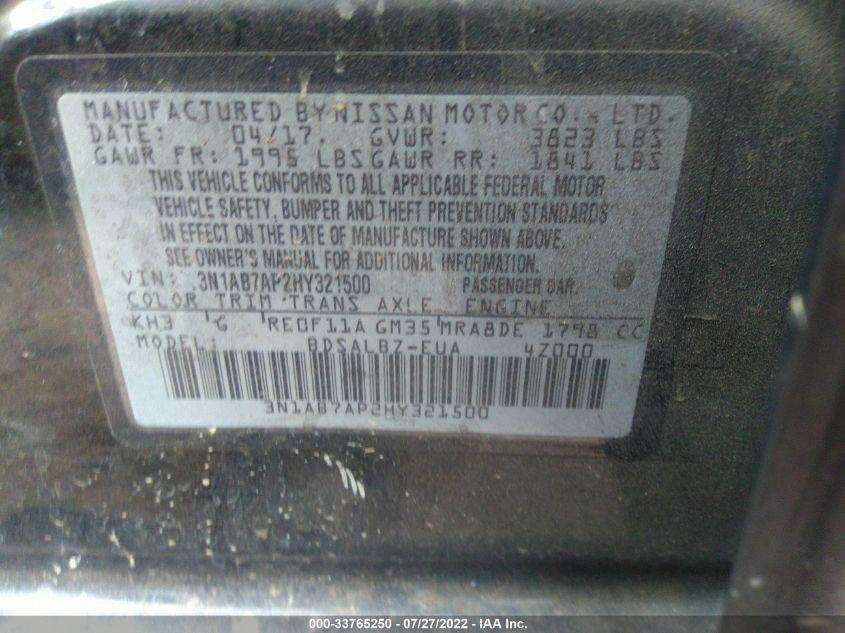 MANUFACTURED BY NISSAN MOTOR CO., LTD.
DATE: 04/17. GVWR: 3823 LBS
GAWR FR: 1995 LBS GAWR RR: 1841 LBS
THIS VEHICLE CONFORMS TO ALL APPLICABLE FEDERAL MOTOR
VEHICLE SAFETY, BUMPER AND THEFT PREVENTION STANDARDS
IN EFFECT ON THE DATE OF MANUFACTURE SHOWN ABOVE.
SEE OWNER'S MANUAL FOR ADDITIONAL INFORMATION.
VIN: 3N1AB7AP2HY321500 PASSENGER CAR.
COLOR TRIM TRANS AXLE ENGINE
KH3 G RE0F11A GM35 MRA8DE 1798 CC
MODEL: BDSALBZ-EUA 4Z000
3N1AB7AP2HY321500
000-33765250 - 07/27/2022 - IAA Inc.